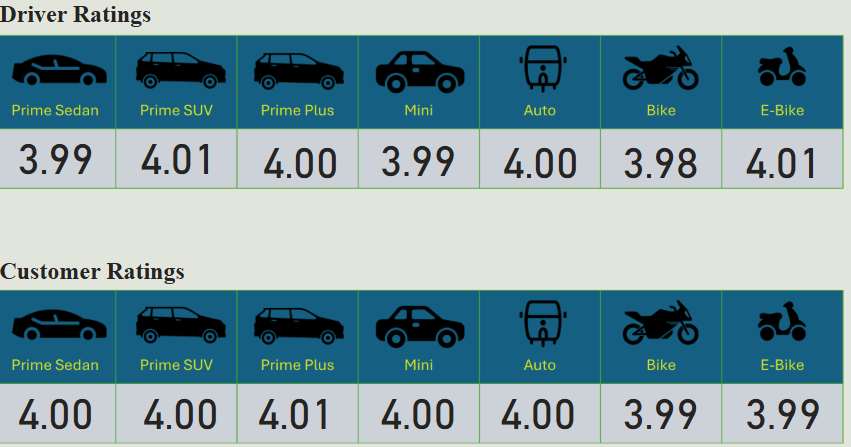 Driver Ratings
Prime Sedan Prime SUV Prime Plus Mini Auto Bike E-Bike
3.99 4.01 4.00 3.99 4.00 3.98 4.01
Customer Ratings
Prime Sedan Prime SUV Prime Plus Mini Auto Bike E-Bike
4.00 4.00 4.01 4.00 4.00 3.99 3.99